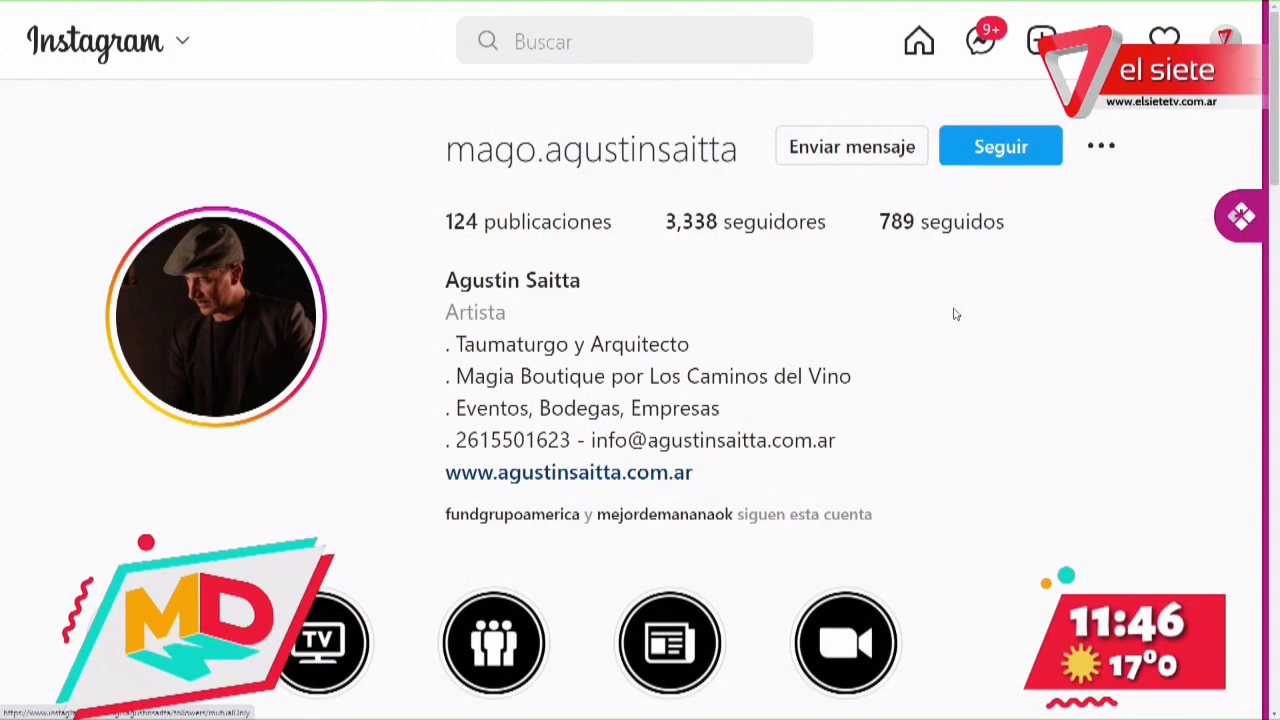 Instagram
Buscar
9+
el siete
www.elsietetv.com.ar
mago.agustinsaitta
Enviar mensaje
Seguir
124 publicaciones
3,338 seguidores
789 seguidos
Agustin Saitta
Artista
. Taumaturgo y Arquitecto
. Magia Boutique por Los Caminos del Vino
. Eventos, Bodegas, Empresas
. 2615501623 - info@agustinsaitta.com.ar
www.agustinsaitta.com.ar
fundgrupoamerica y mejordemananaok siguen esta cuenta
MD
TV
11:46
17º0